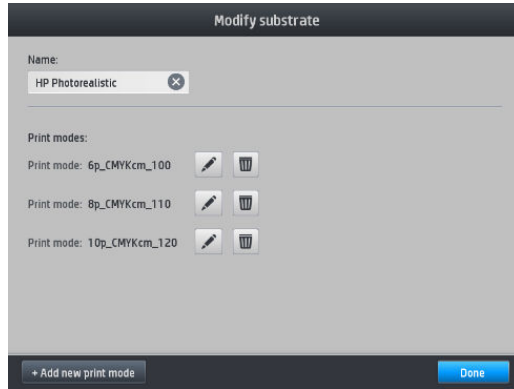 Modify substrate
Name:
HP Photorealistic
Print modes:
Print mode: 6p_CMYKcm_100
Print mode: 8p_CMYKcm_110
Print mode: 10p_CMYKcm_120
+ Add new print mode
Done